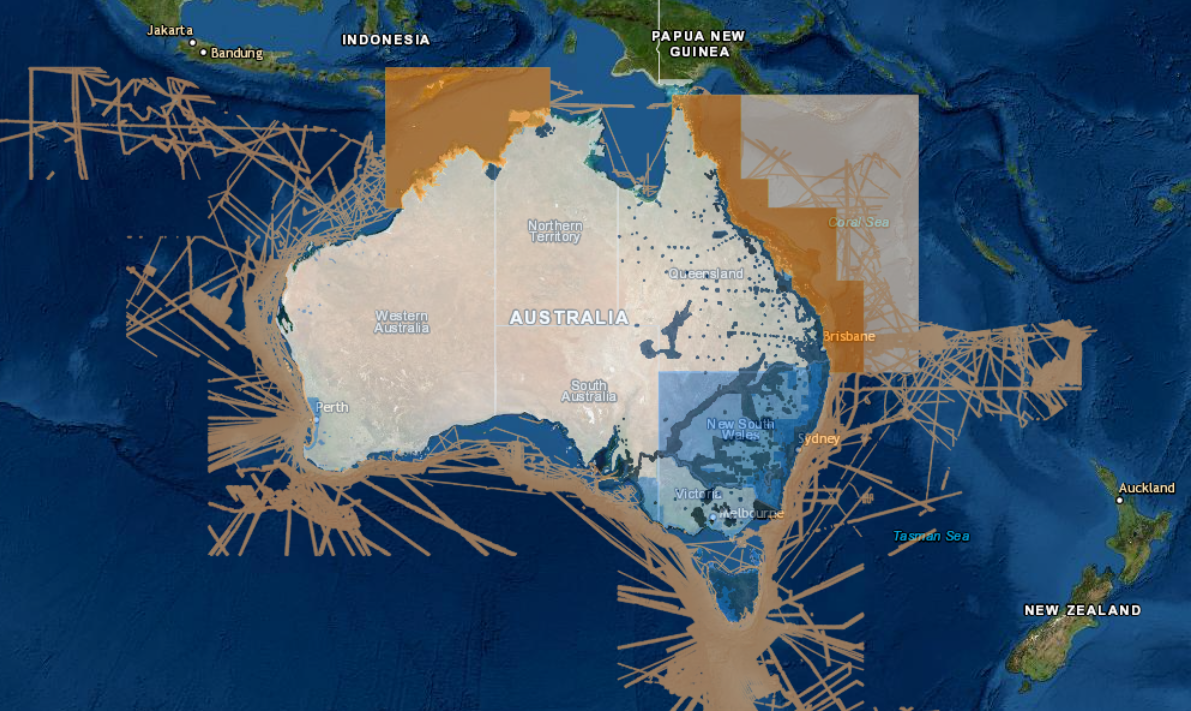 Jakarta
Bandung
INDONESIA
PAPUA NEW
GUINEA
Coral Sea
Northern
Territory
Queensland
Western
Australia
AUSTRALIA
Brisbane
South
Australia
Perth
New South
Wales
Sydney
Victoria
Melbourne
Auckland
Tasman Sea
NEW ZEALAND